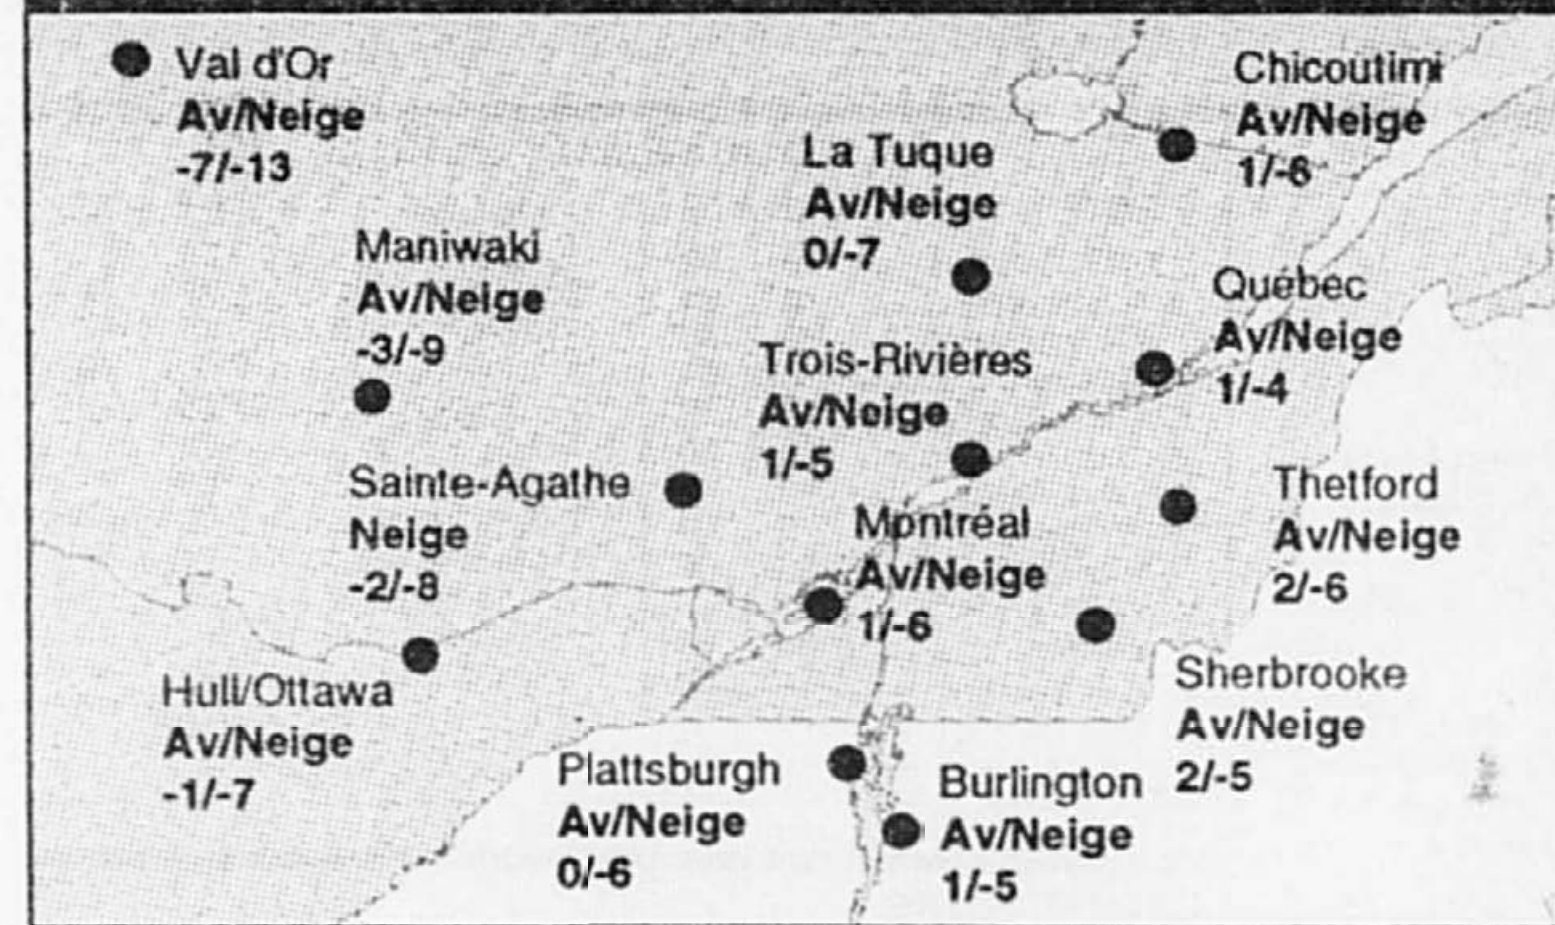 Val d'Or
Av/Neige
-7/-13
Chicoutimi
Av/Neige
1/-6
La Tuque
Av/Neige
0/-7
Maniwaki
Av/Neige
-3/-9
Québec
Av/Neige
1/-4
Trois-Rivières
Av/Neige
1/-5
Sainte-Agathe
Neige
-2/-8
Thetford
Av/Neige
2/-6
Montréal
Av/Neige
1/-6
Sherbrooke
Av/Neige
2/-5
Hull/Ottawa
Av/Neige
-1/-7
Plattsburgh
Av/Neige
0/-6
Burlington
Av/Neige
1/-5